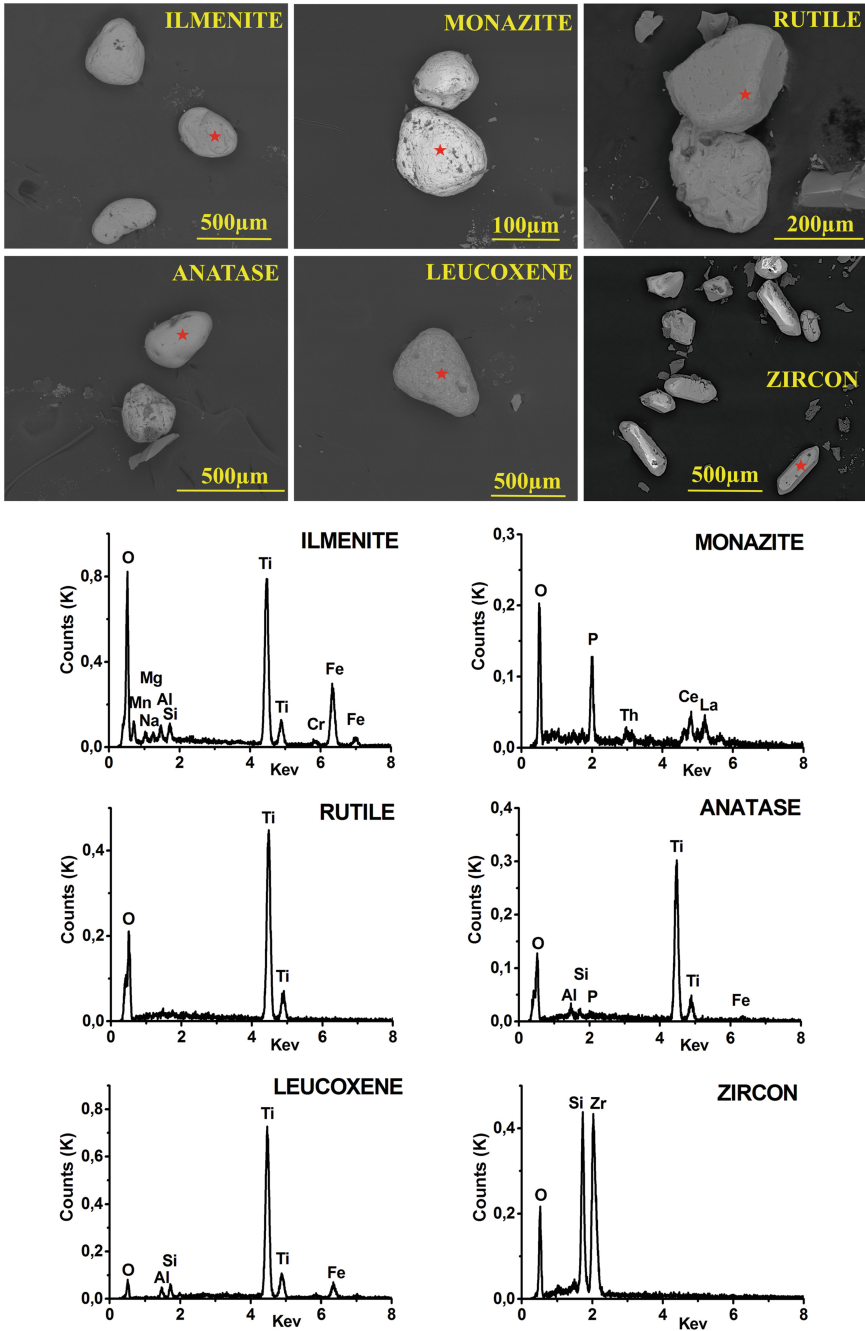 ILMENITE
500µm
MONAZITE
100µm
RUTILE
200µm
ANATASE
500µm
LEUCOXENE
500µm
ZIRCON
500µm
ILMENITE
Counts (K)
0,8
0,4
0,0
O
Mg
Mn
Na
Al
Si
Ti
Ti
Cr
Fe
Fe
0 2 4 6 8
Kev
MONAZITE
Counts (K)
0,3
0,2
0,1
0,0
O
P
Th
Ce
La
0 2 4 6 8
Kev
RUTILE
Counts (K)
0,4
0,2
0,0
O
Ti
Ti
0 2 4 6 8
Kev
ANATASE
Counts (K)
0,4
0,3
0,2
0,1
0,0
O
Al
Si
P
Ti
Ti
Fe
0 2 4 6 8
Kev
LEUCOXENE
Counts (K)
0,8
0,6
0,4
0,2
0,0
O
Al
Si
Ti
Ti
Fe
0 2 4 6 8
Kev
ZIRCON
Counts (K)
0,4
0,2
0,0
O
Si
Zr
0 2 4 6 8
Kev